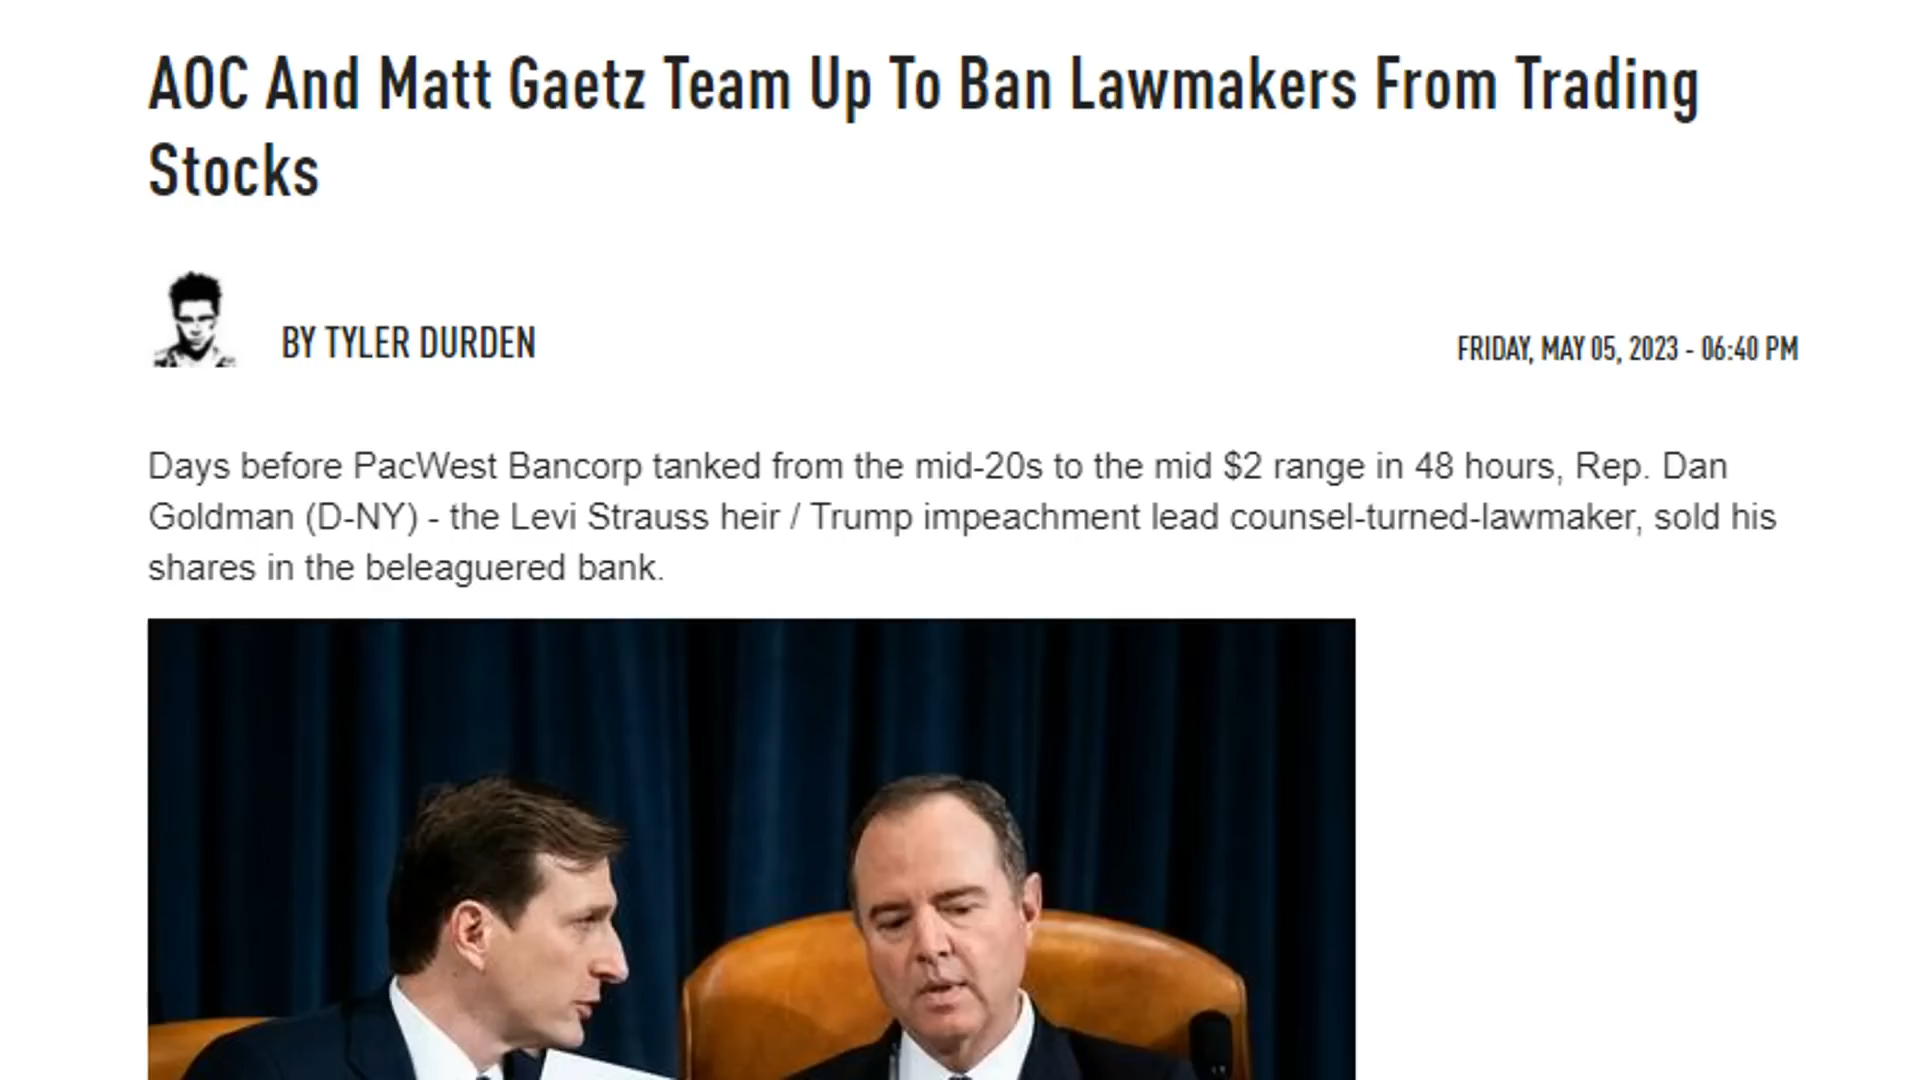 AOC And Matt Gaetz Team Up To Ban Lawmakers From Trading
Stocks
BY TYLER DURDEN
FRIDAY, MAY 05, 2023 - 06:40 PM
Days before PacWest Bancorp tanked from the mid-20s to the mid $2 range in 48 hours, Rep. Dan
Goldman (D-NY) - the Levi Strauss heir / Trump impeachment lead counsel-turned-lawmaker, sold his
shares in the beleaguered bank.